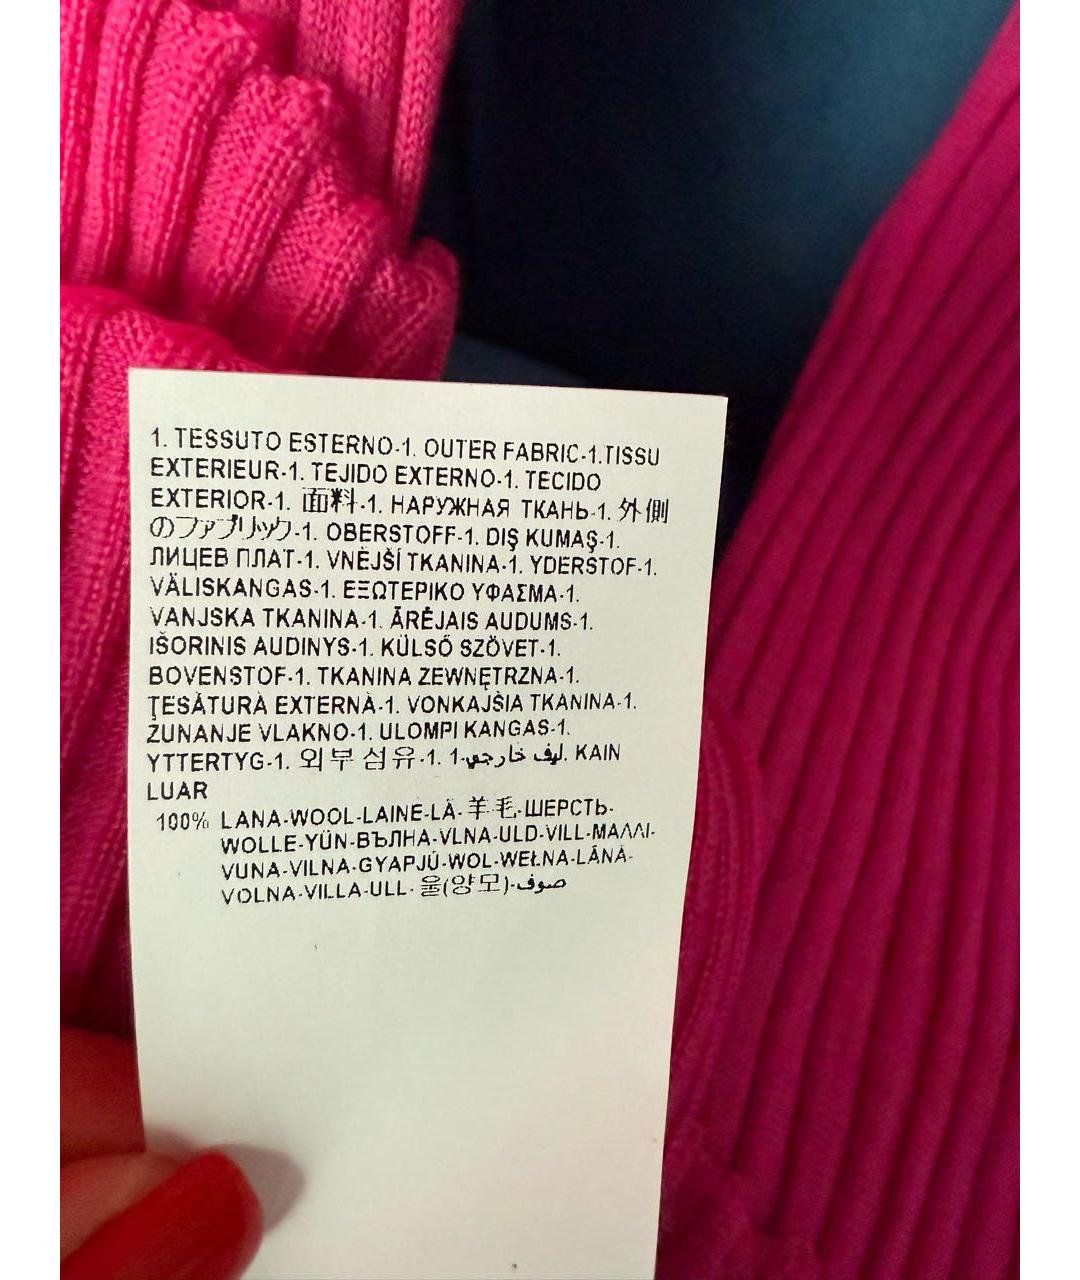 1. TESSUTO ESTERNO-1. OUTER FABRIC-1.TISSU
EXTERIEUR-1. TEJIDO EXTERNO-1. TECIDO
EXTERIOR-1. 面料-1. НАРУЖНАЯ ТКАНЬ-1. 外側
のファブリック-1. OBERSTOFF-1. DIŞ KUMAŞ-1.
ЛИЦЕВ ПЛАТ-1. VNĚJŠÍ TKANINA-1. YDERSTOF-1.
VÄLISKANGAS-1. ΕΞΩΤΕΡΙΚΟ ΥΦΑΣΜΑ-1.
VANJSKA TKANINA-1. ĀRĒJAIS AUDUMS-1.
IŠORINIS AUDINYS-1. KÜLSŐ SZÖVET-1.
BOVENSTOF-1. TKANINA ZEWNĘTRZNA-1.
ŢESĂTURĂ EXTERNĂ-1. VONKAJŠIA TKANINA-1.
ZUNANJE VLAKNO-1. ULOMPI KANGAS-1.
YTTERTYG-1. 외부 섬유-1. ليف خارجي-1. KAIN
LUAR
100% LANA-WOOL-LAINE-LÃ-羊毛-ШЕРСТЬ-
WOLLE-YÜN-ВЪЛНА-VLNA-ULD-VILL-ΜΑΛΛΙ-
VUNA-VILNA-GYAPJÚ-WOL-WEŁNA-LÂNĂ-
VOLNA-VILLA-ULL-울(양모)-صوف